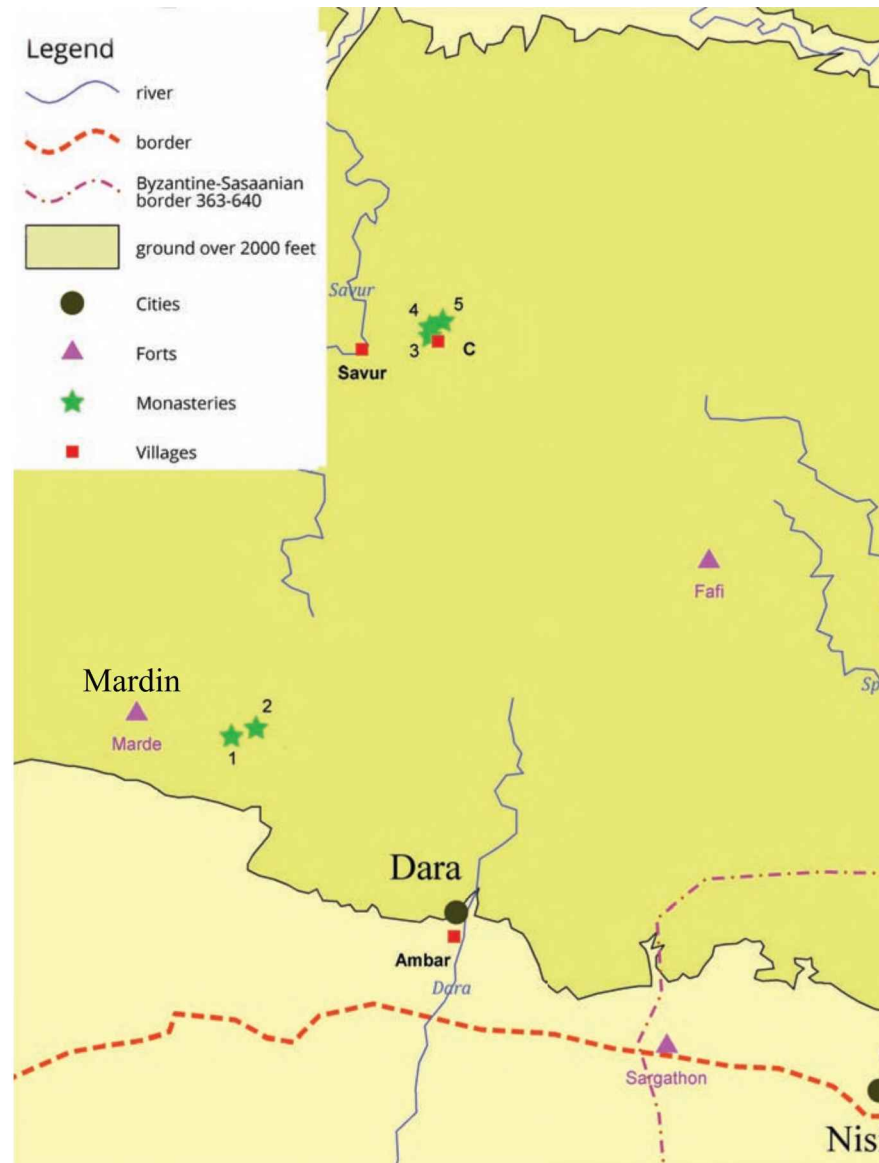 Legend
river
border
Byzantine-Sasaanian
border 363-640
ground over 2000 feet
Cities
Forts
Monasteries
Villages
Savur
4
5
3
C
Savur
Fafi
Sp
Mardin
Marde
2
1
Dara
Ambar
Dara
Sargathon
Nis